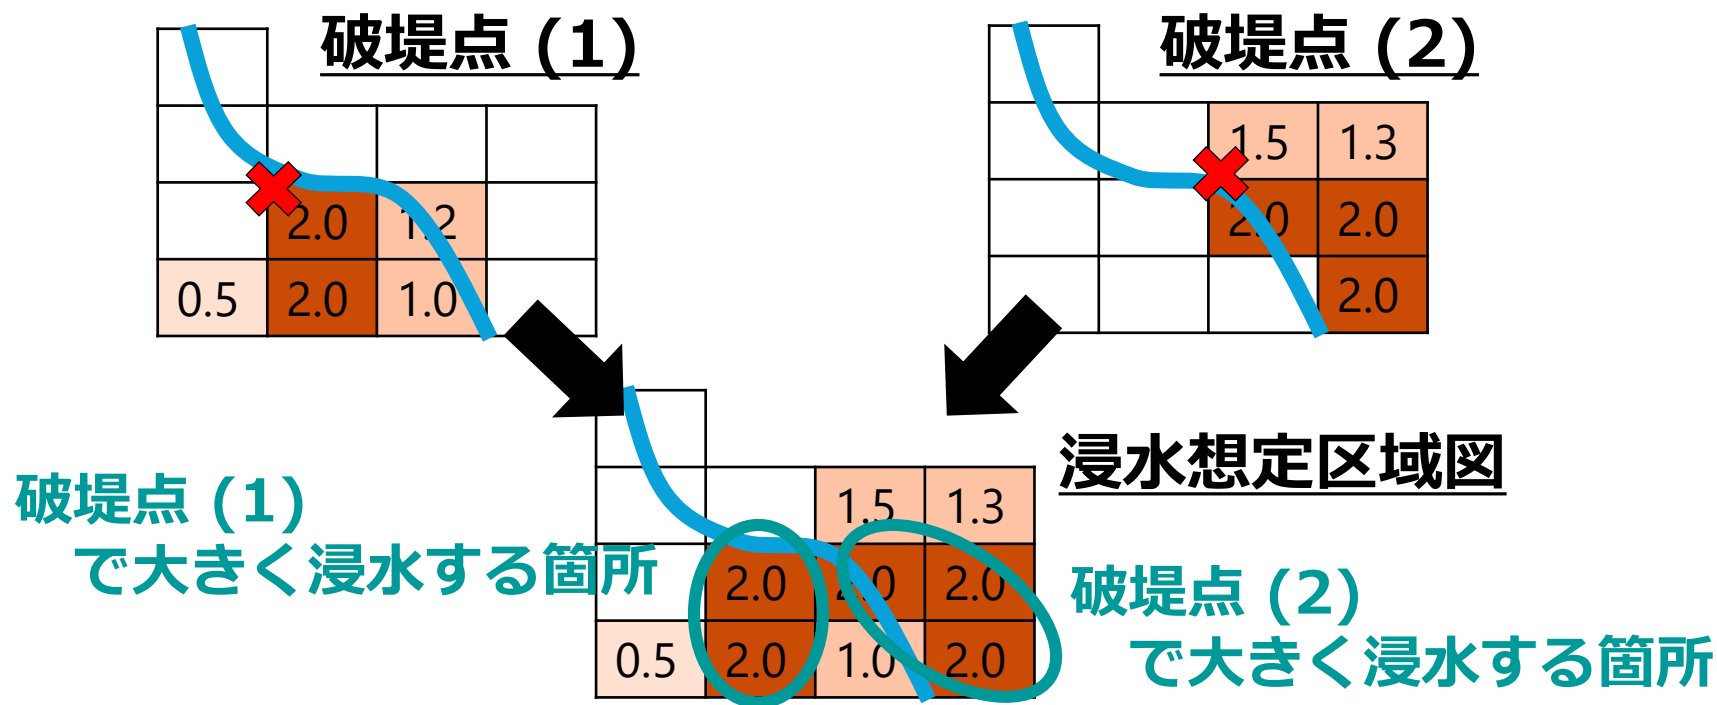 破堤点 (1)
破堤点 (2)
2.0 1.2
0.5 2.0 1.0
1.5 1.3
2.0 2.0
2.0
浸水想定区域図
1.5 1.3
2.0 2.0 2.0
0.5 2.0 1.0 2.0
破堤点 (1)
で大きく浸水する箇所
破堤点 (2)
で大きく浸水する箇所